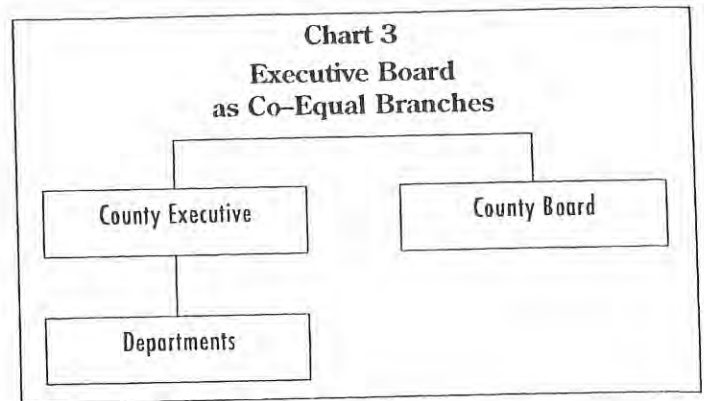 Chart 3
Executive Board
as Co–Equal Branches
County Executive
County Board
Departments